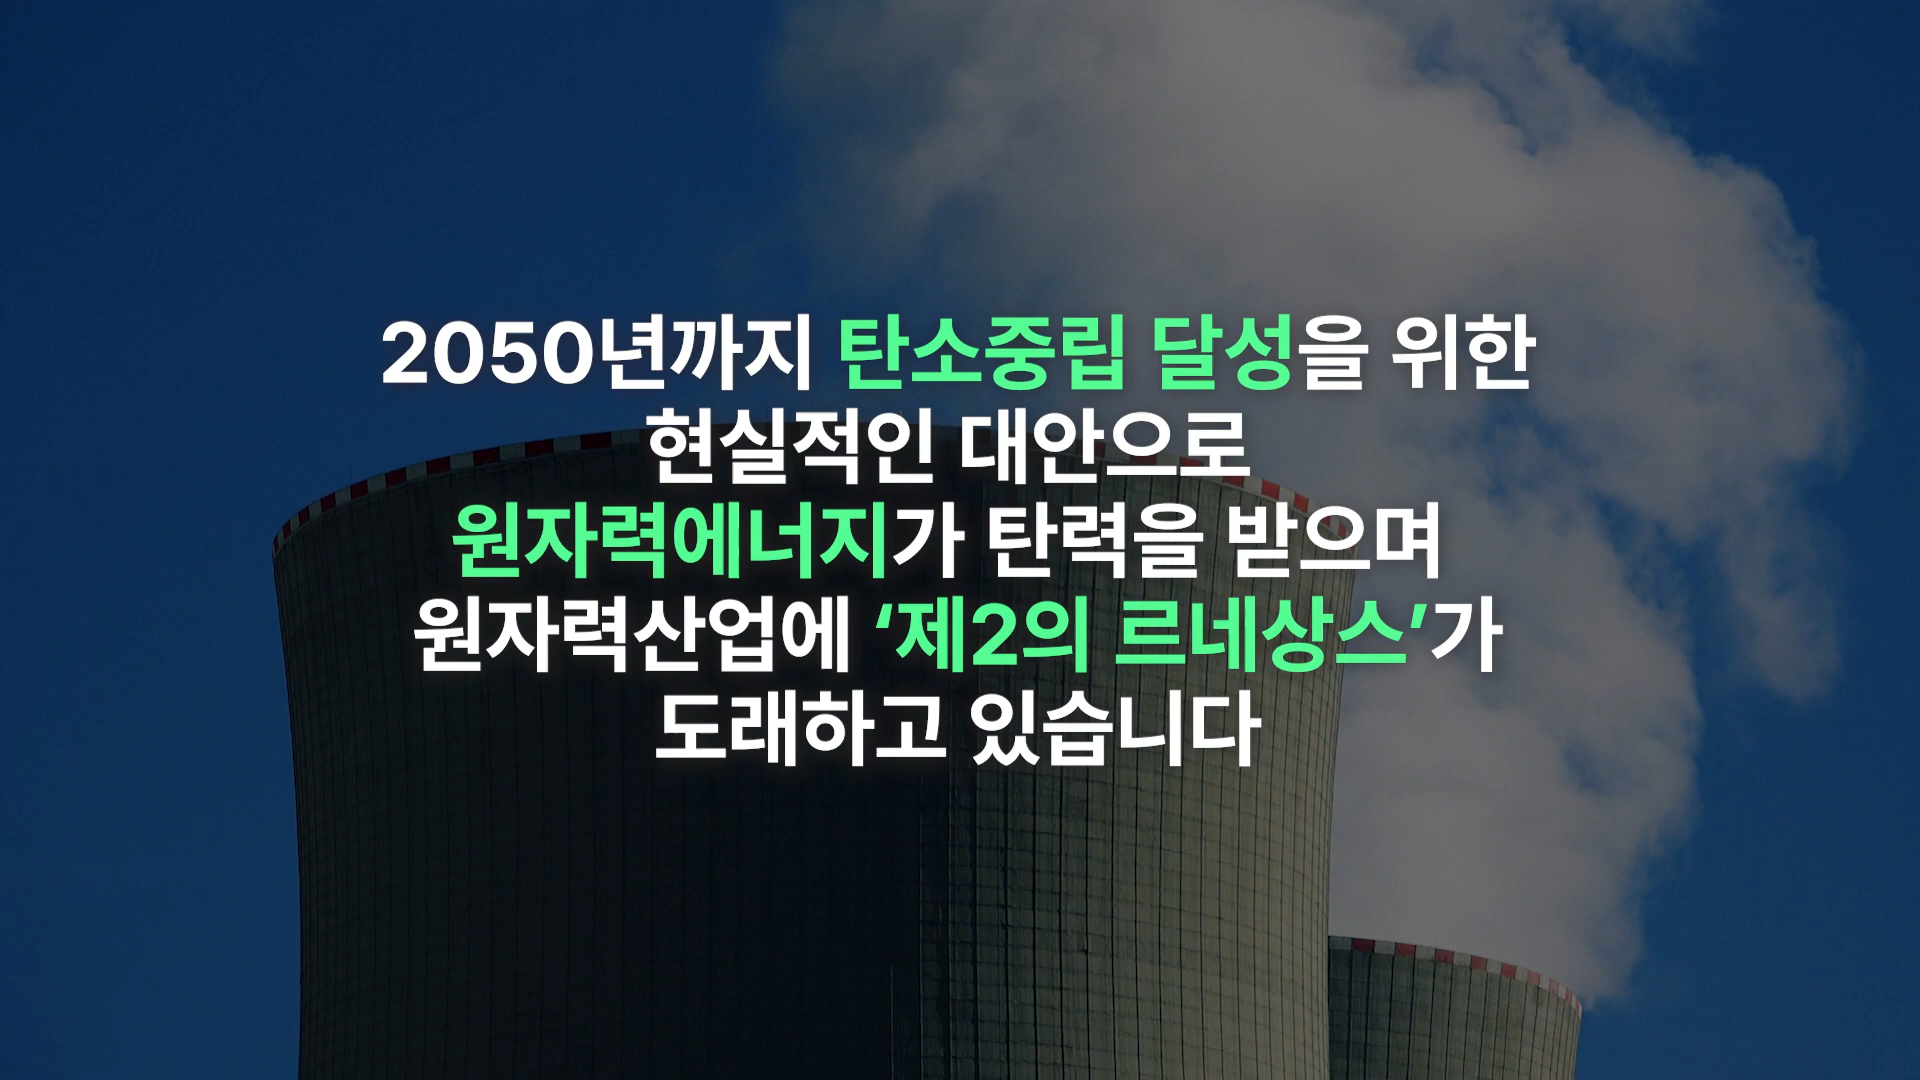 2050년까지 탄소중립 달성을 위한
현실적인 대안으로
원자력에너지가 탄력을 받으며
원자력산업에 ‘제2의 르네상스’가
도래하고 있습니다